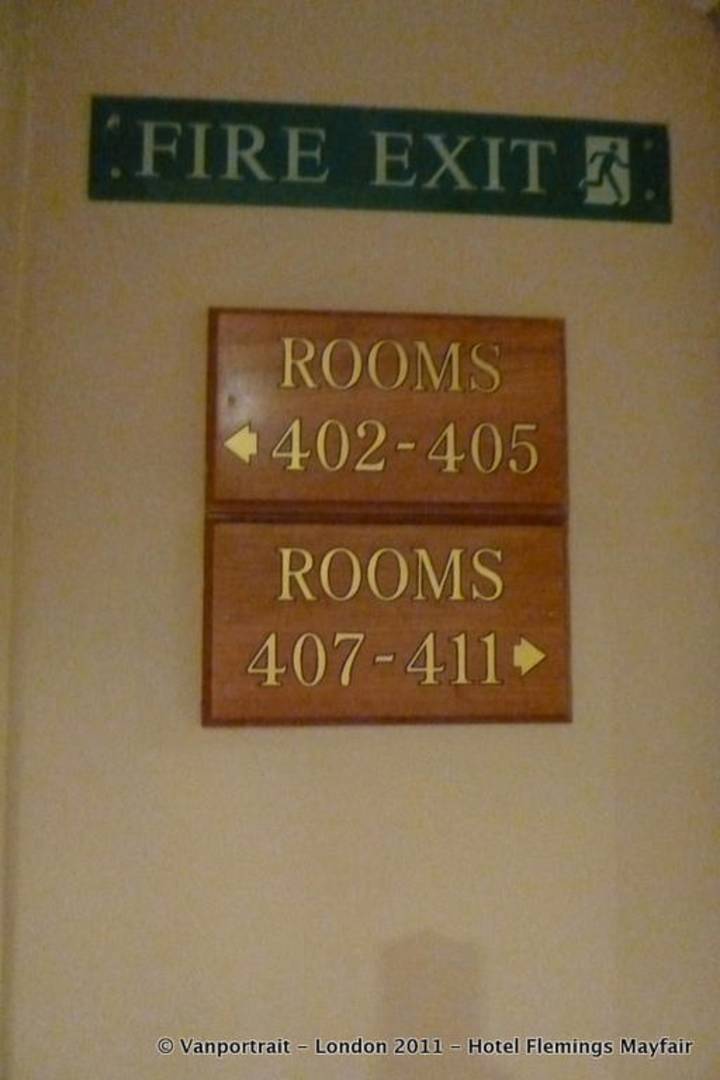 FIRE EXIT
ROOMS
402-405
ROOMS
407-411
© Vanportrait - London 2011 - Hotel Flemings Mayfair